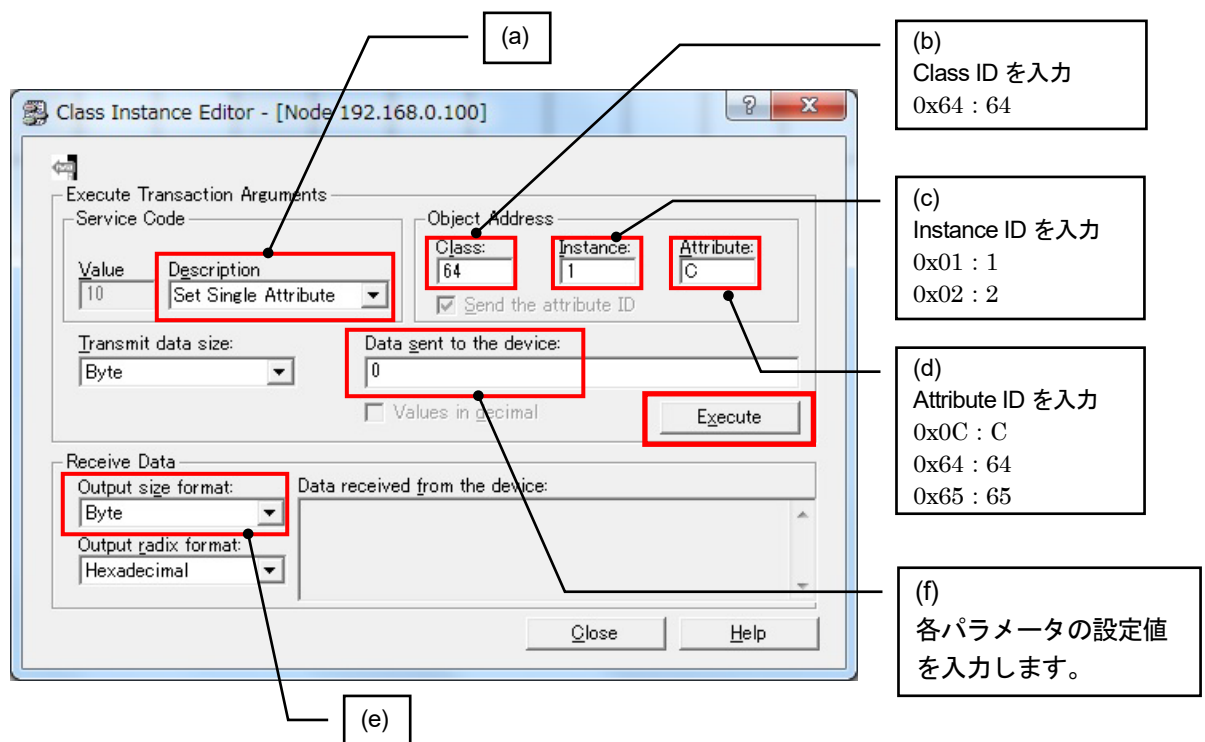 (a)
(b)
Class ID を入力
0x64 : 64
Class Instance Editor - [Node 192.168.0.100]
Execute Transaction Arguments
Service Code
Object Address
Value
Description
Class:
Instance:
Attribute:
10
Set Single Attribute
64
1
C
Send the attribute ID
(c)
Instance ID を入力
0x01 : 1
0x02 : 2
Transmit data size:
Data sent to the device:
Byte
0
Values in decimal
Execute
(d)
Attribute ID を入力
0x0C : C
0x64 : 64
0x65 : 65
Receive Data
Output size format:
Data received from the device:
Byte
Output radix format:
Hexadecimal
Close
Help
(f)
各パラメータの設定値
を入力します。
(e)